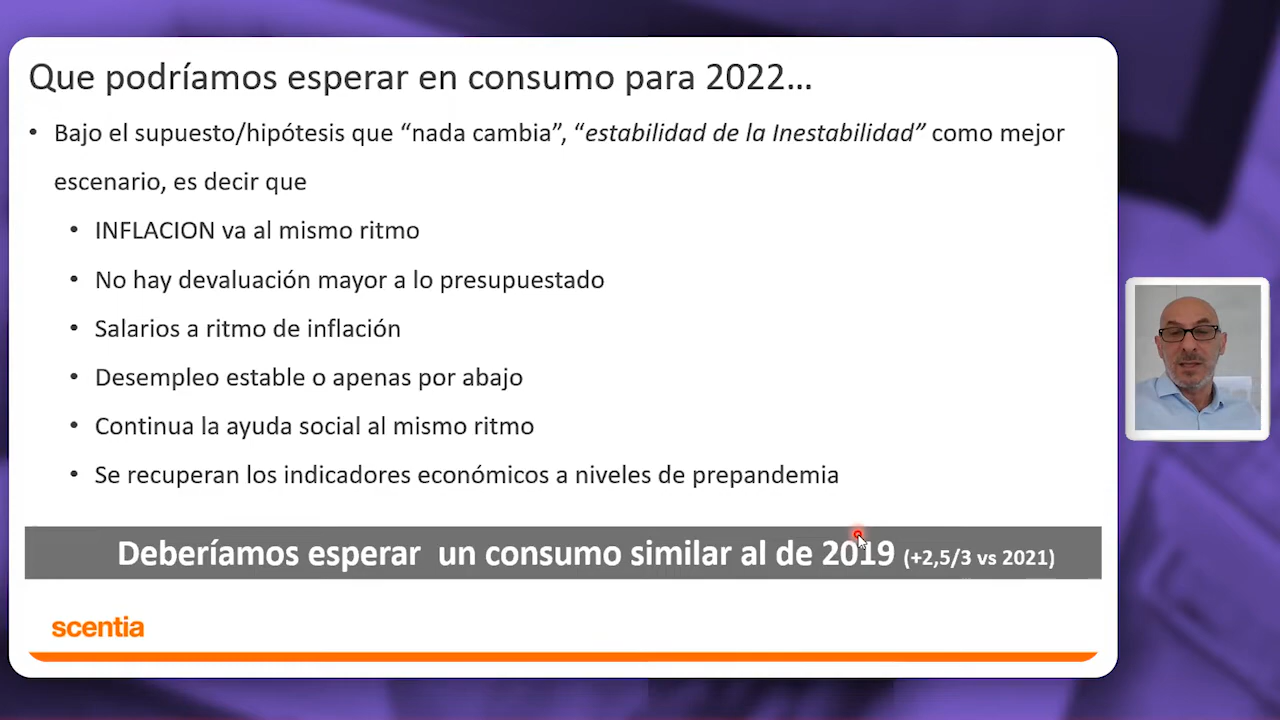 Que podríamos esperar en consumo para 2022...
• Bajo el supuesto/hipótesis que “nada cambia”, “estabilidad de la Inestabilidad” como mejor
escenario, es decir que
• INFLACION va al mismo ritmo
• No hay devaluación mayor a lo presupuestado
• Salarios a ritmo de inflación
• Desempleo estable o apenas por abajo
• Continua la ayuda social al mismo ritmo
• Se recuperan los indicadores económicos a niveles de prepandemia
Deberíamos esperar un consumo similar al de 2019 (+2,5/3 vs 2021)
scentia